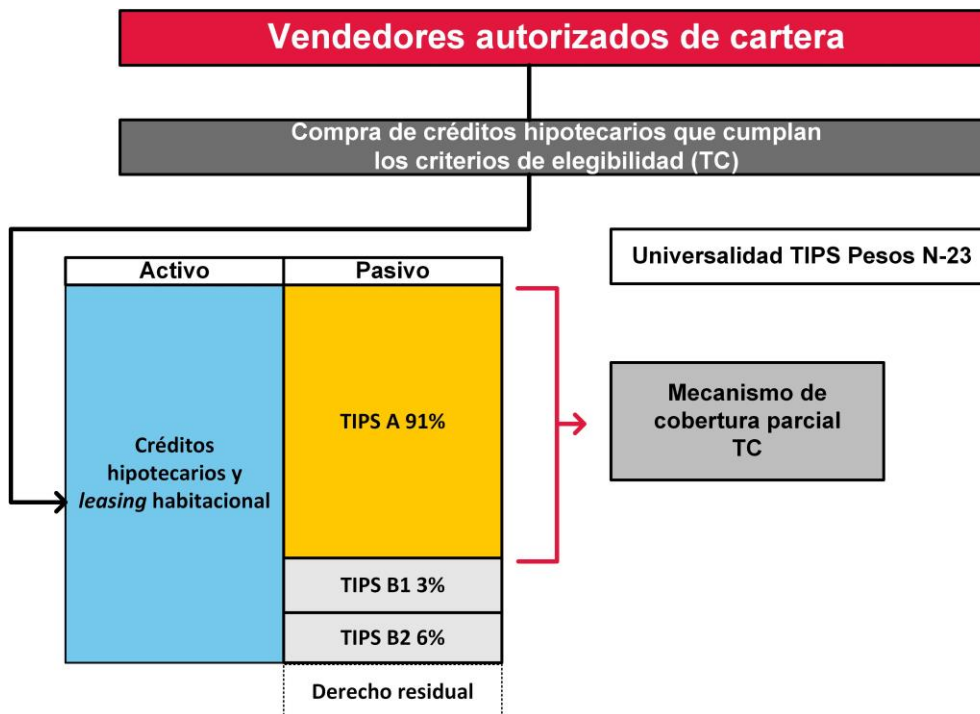 Vendedores autorizados de cartera
Compra de créditos hipotecarios que cumplan
los criterios de elegibilidad (TC)
Universalidad TIPS Pesos N-23
Activo
Pasivo
Créditos
hipotecarios y
leasing habitacional
TIPS A 91%
TIPS B1 3%
TIPS B2 6%
Derecho residual
Mecanismo de
cobertura parcial
TC